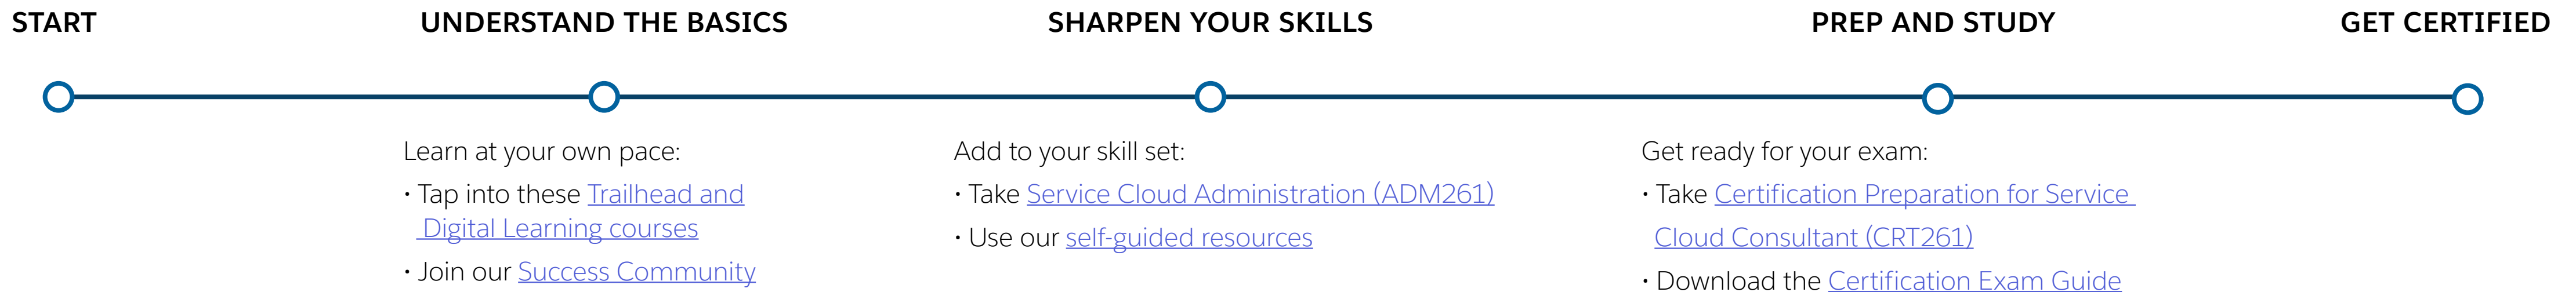 START
UNDERSTAND THE BASICS
SHARPEN YOUR SKILLS
PREP AND STUDY
GET CERTIFIED
Learn at your own pace:
• Tap into these Trailhead and
Digital Learning courses
• Join our Success Community
Add to your skill set:
• Take Service Cloud Administration (ADM261)
• Use our self-guided resources
Get ready for your exam:
• Take Certification Preparation for Service
Cloud Consultant (CRT261)
• Download the Certification Exam Guide